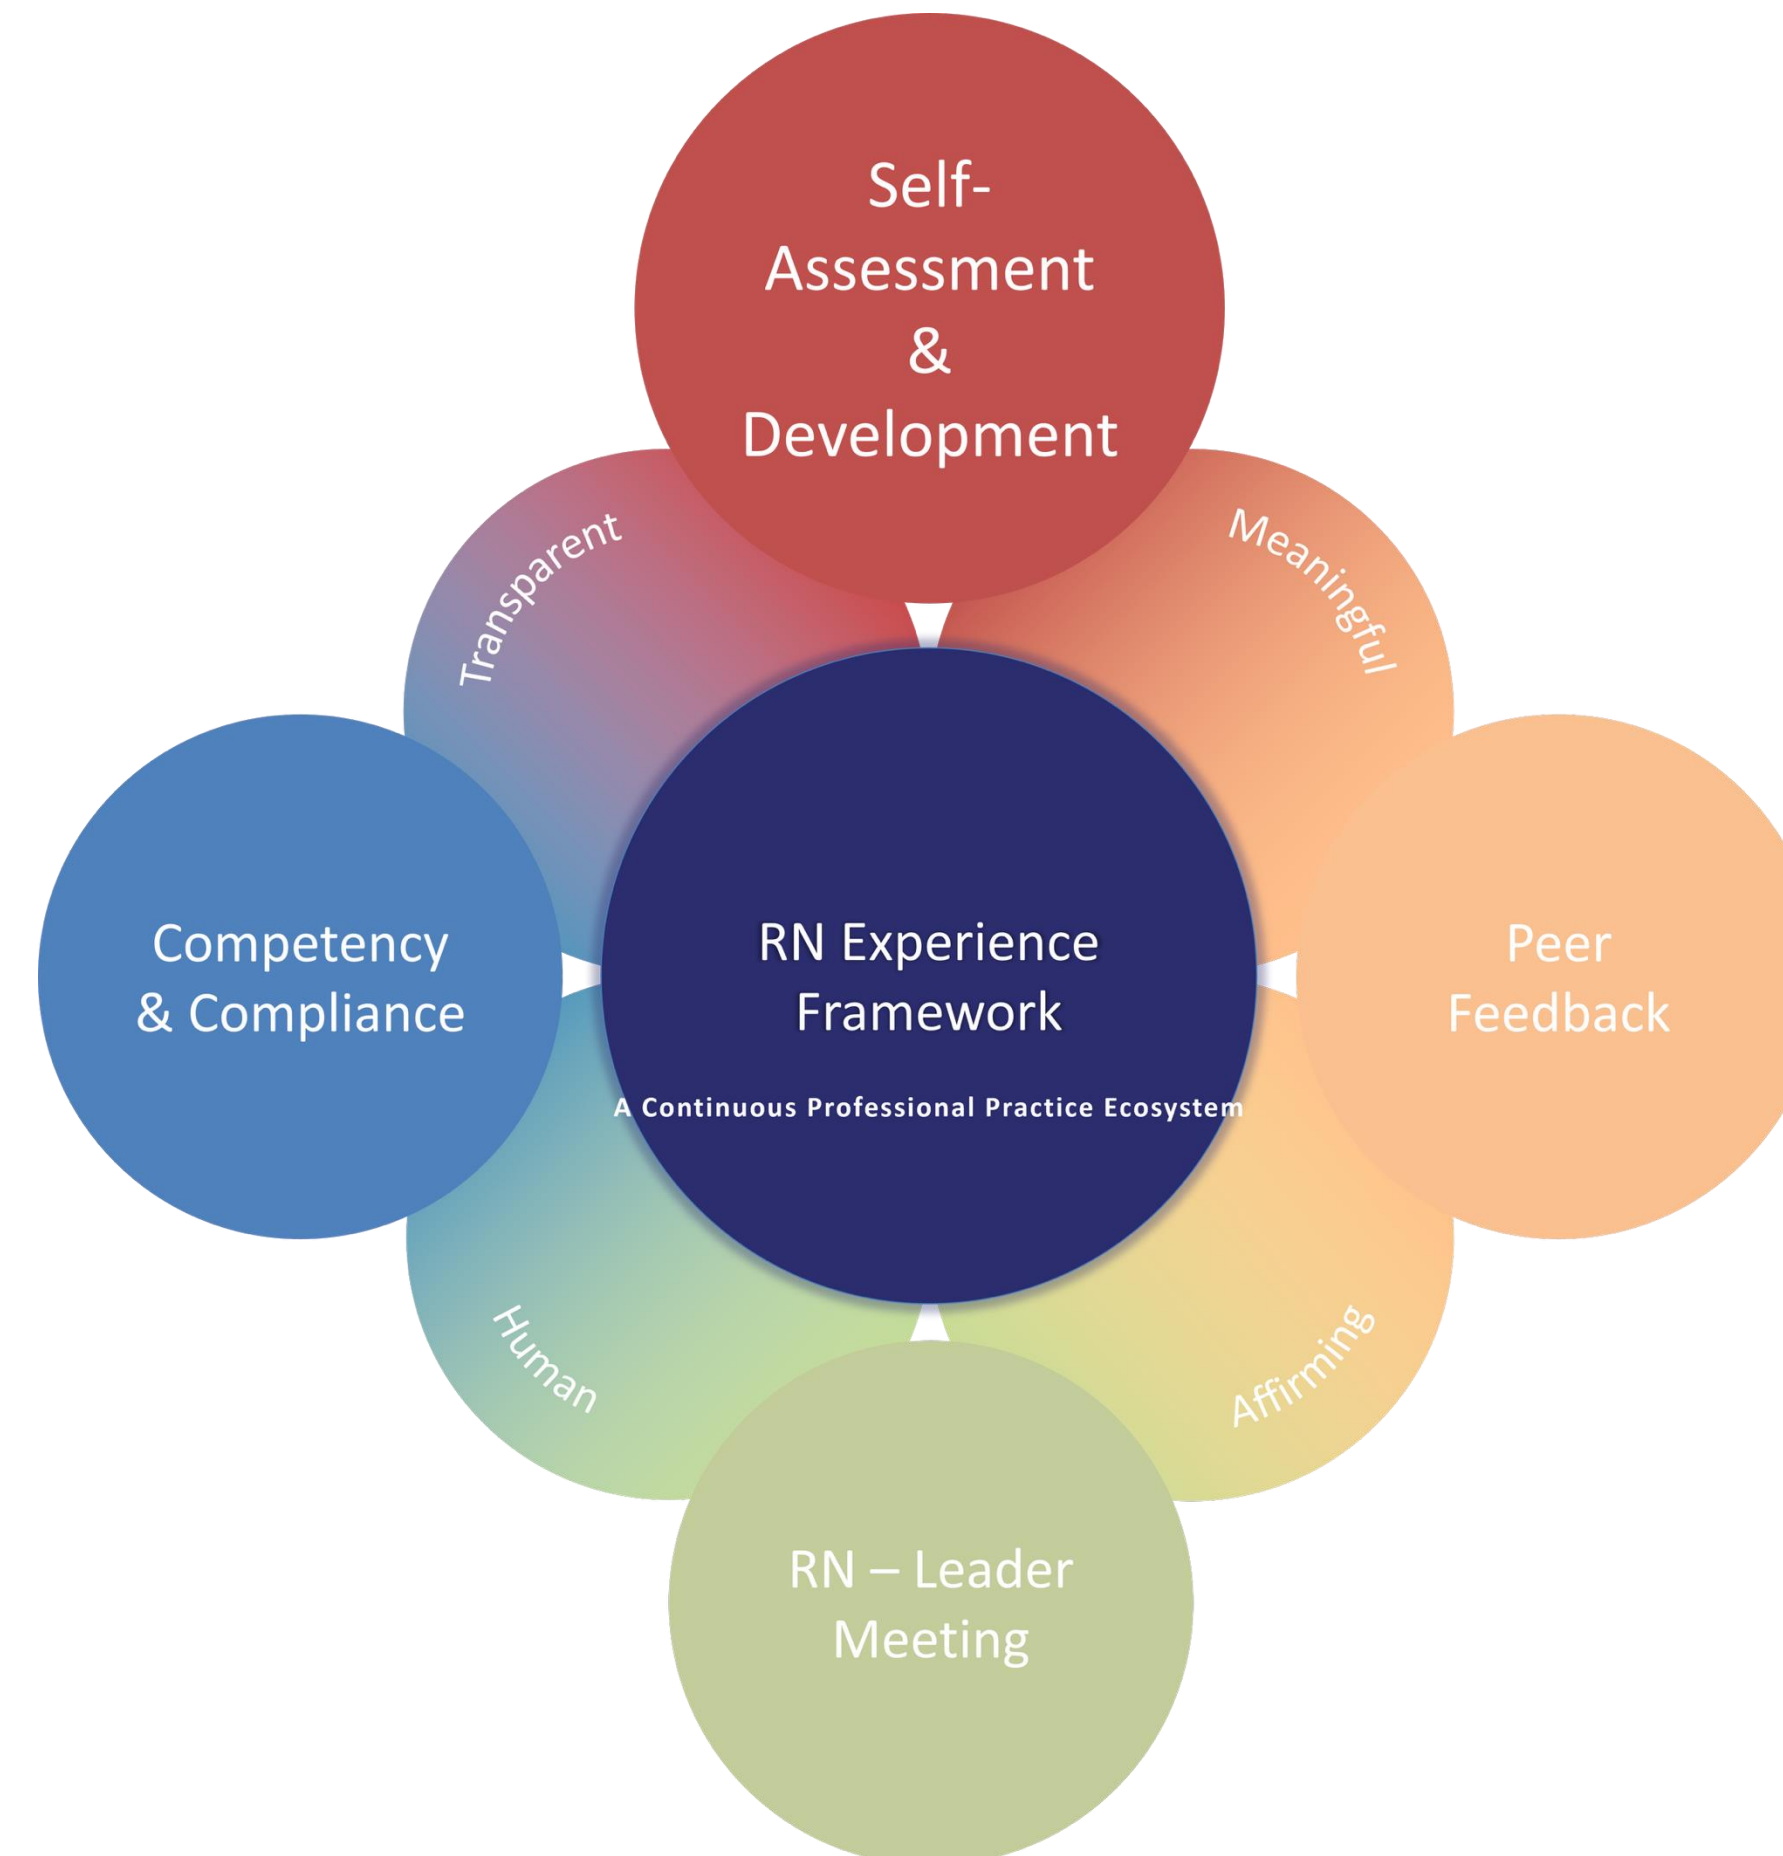 Self-
Assessment
&
Development
Transparent
Meaningful
Competency
& Compliance
RN Experience
Framework
A Continuous Professional Practice Ecosystem
Peer
Feedback
Human
Affirming
RN – Leader
Meeting